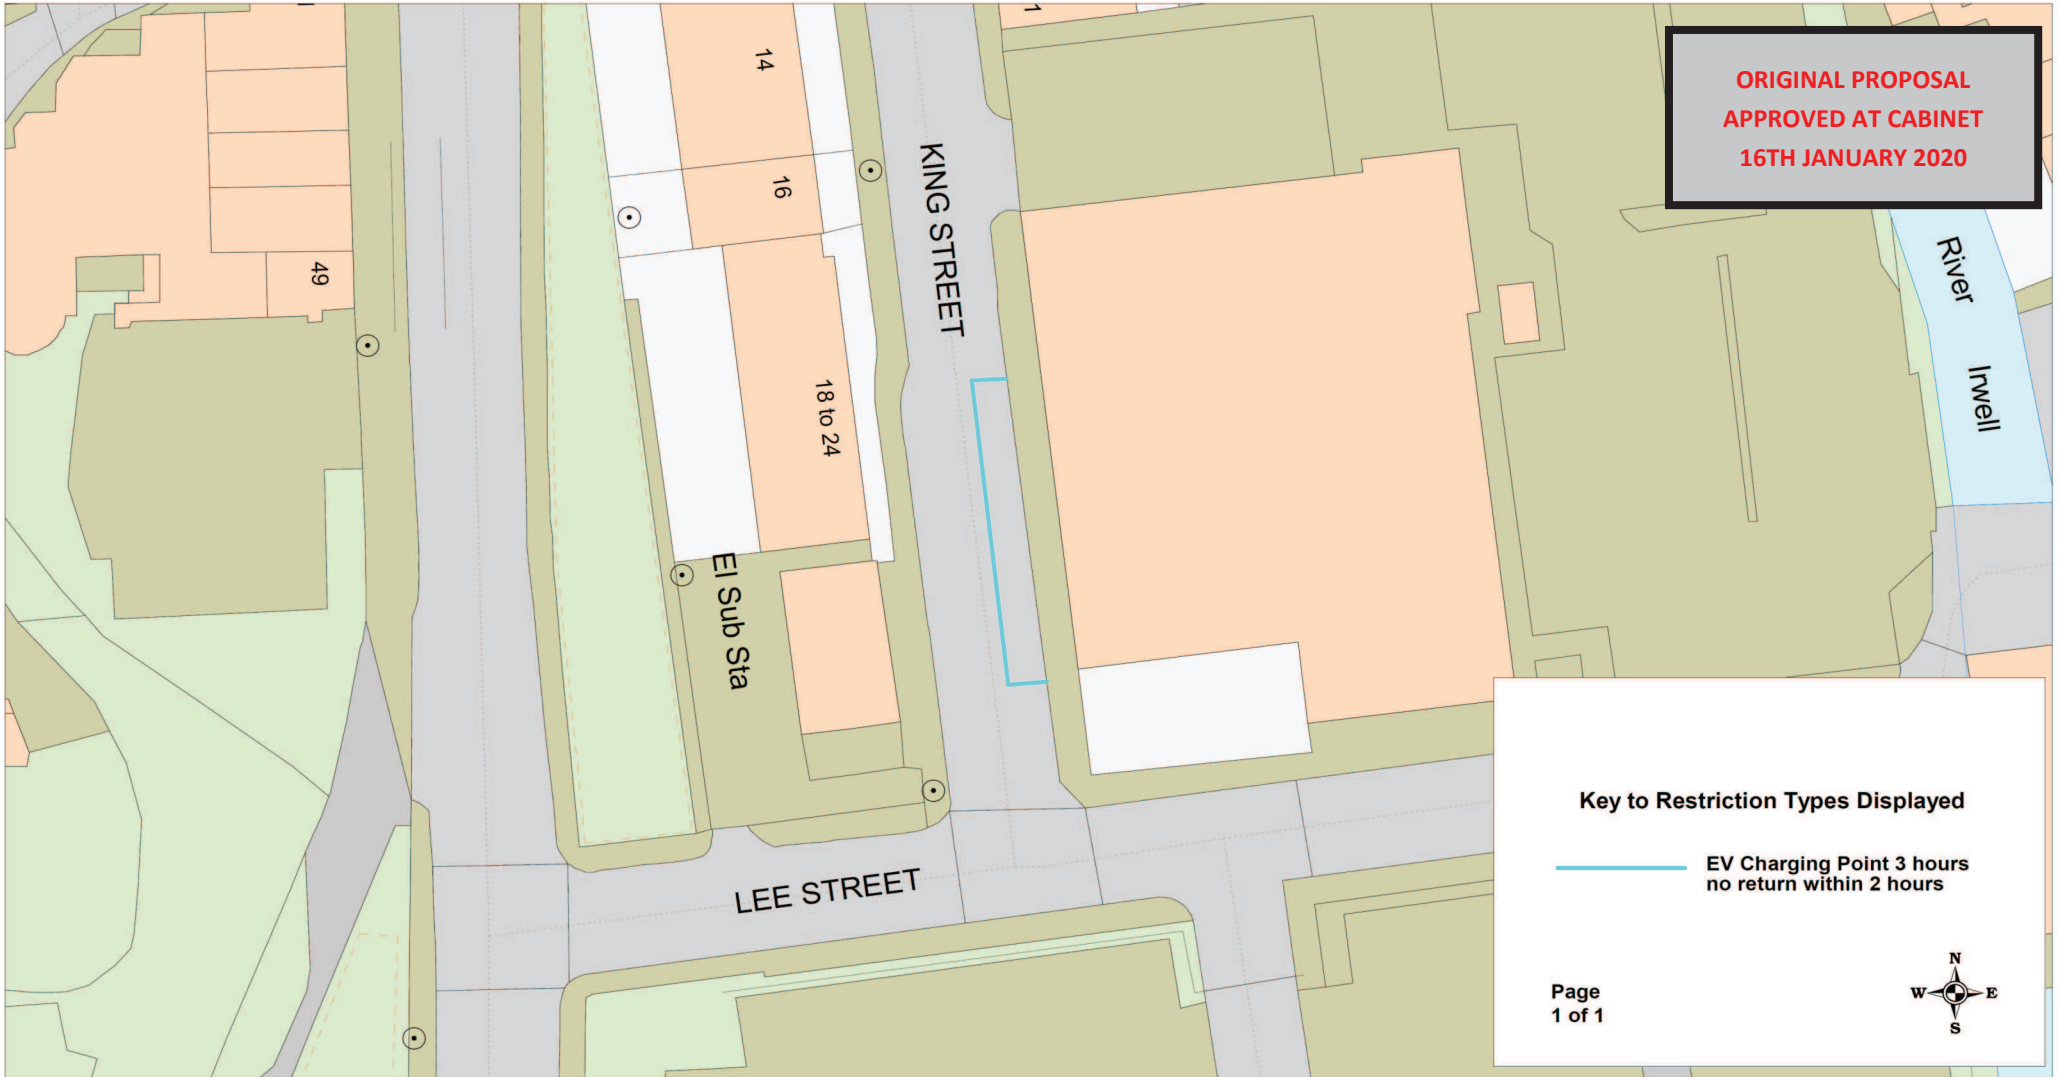 1
14
ORIGINAL PROPOSAL
APPROVED AT CABINET
16TH JANUARY 2020
16
KING STREET
49
River
Irwell
18 to 24
El Sub Sta
LEE STREET
Key to Restriction Types Displayed
EV Charging Point 3 hours
no return within 2 hours
Page
1 of 1
N
W E
S